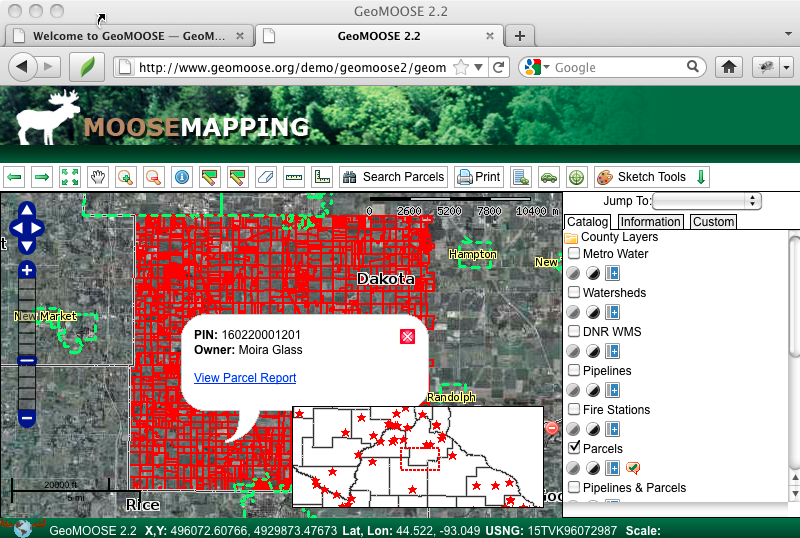 GeoMOOSE 2.2
Welcome to GeoMOOSE — GeoM...
GeoMOOSE 2.2
http://www.geomoose.org/demo/geomoose2/geom
Google
MOOSEMAPPING
Search Parcels
Print
Sketch Tools
Jump To:
Catalog
Information
Custom
County Layers
Metro Water
Watersheds
DNR WMS
Pipelines
Fire Stations
Parcels
Pipelines & Parcels
0 2600 5200 7800 10400 m
Hampton
New
Dakota
New Market
PIN: 160220001201
Owner: Moira Glass
View Parcel Report
Randolph
20000 ft
5 mi
Rice
GeoMOOSE 2.2 X,Y: 496072.60766, 4929873.47673 Lat, Lon: 44.522, -93.049 USNG: 15TVK96072987 Scale: